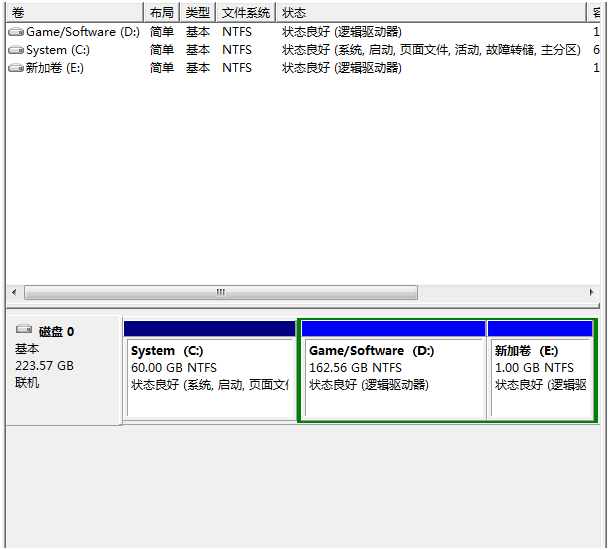 卷 布局 类型 文件系统 状态 容
Game/Software (D:) 简单 基本 NTFS 状态良好 (逻辑驱动器) 1
System (C:) 简单 基本 NTFS 状态良好 (系统, 启动, 页面文件, 活动, 故障转储, 主分区) 6
新加卷 (E:) 简单 基本 NTFS 状态良好 (逻辑驱动器) 1
磁盘 0
基本
223.57 GB
联机
System (C:)
60.00 GB NTFS
状态良好 (系统, 启动, 页面文件
Game/Software (D:)
162.56 GB NTFS
状态良好 (逻辑驱动器)
新加卷 (E:)
1.00 GB NTFS
状态良好 (逻辑驱